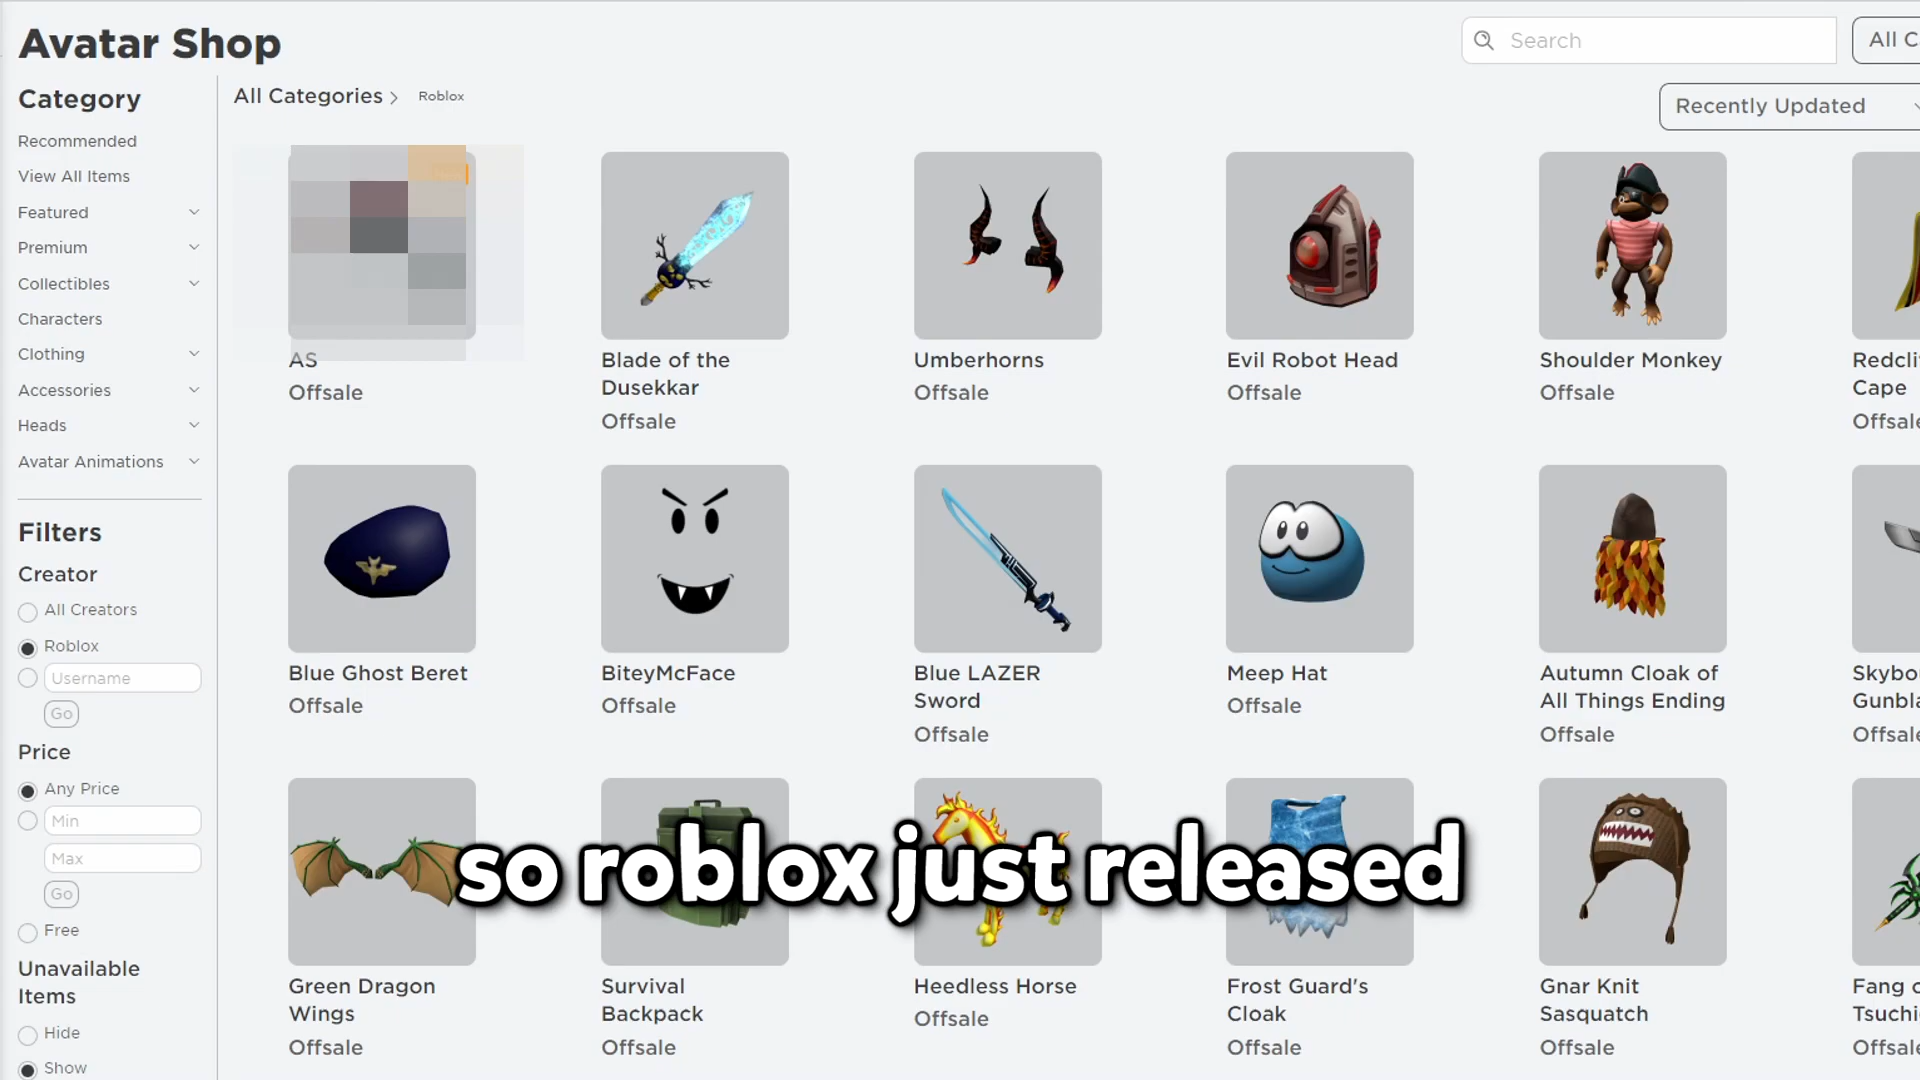 Avatar Shop
Search
All C
Category
All Categories
Roblox
Recently Updated
Recommended
View All Items
Featured
Premium
Collectibles
Characters
Clothing
Accessories
Heads
Avatar Animations
AS
Offsale
Blade of the
Dusekkar
Offsale
Umberhorns
Offsale
Evil Robot Head
Offsale
Shoulder Monkey
Offsale
Redcli
Cape
Offsale
Filters
Creator
All Creators
Roblox
Username
Go
Price
Any Price
Min
Max
Go
Free
Unavailable
Items
Hide
Show
Blue Ghost Beret
Offsale
BiteyMcFace
Offsale
Blue LAZER
Sword
Offsale
Meep Hat
Offsale
Autumn Cloak of
All Things Ending
Offsale
Skybou
Gunbla
Offsale
so roblox just released
Green Dragon
Wings
Offsale
Survival
Backpack
Offsale
Heedless Horse
Offsale
Frost Guard's
Cloak
Offsale
Gnar Knit
Sasquatch
Offsale
Fang o
Tsuchi
Offsale